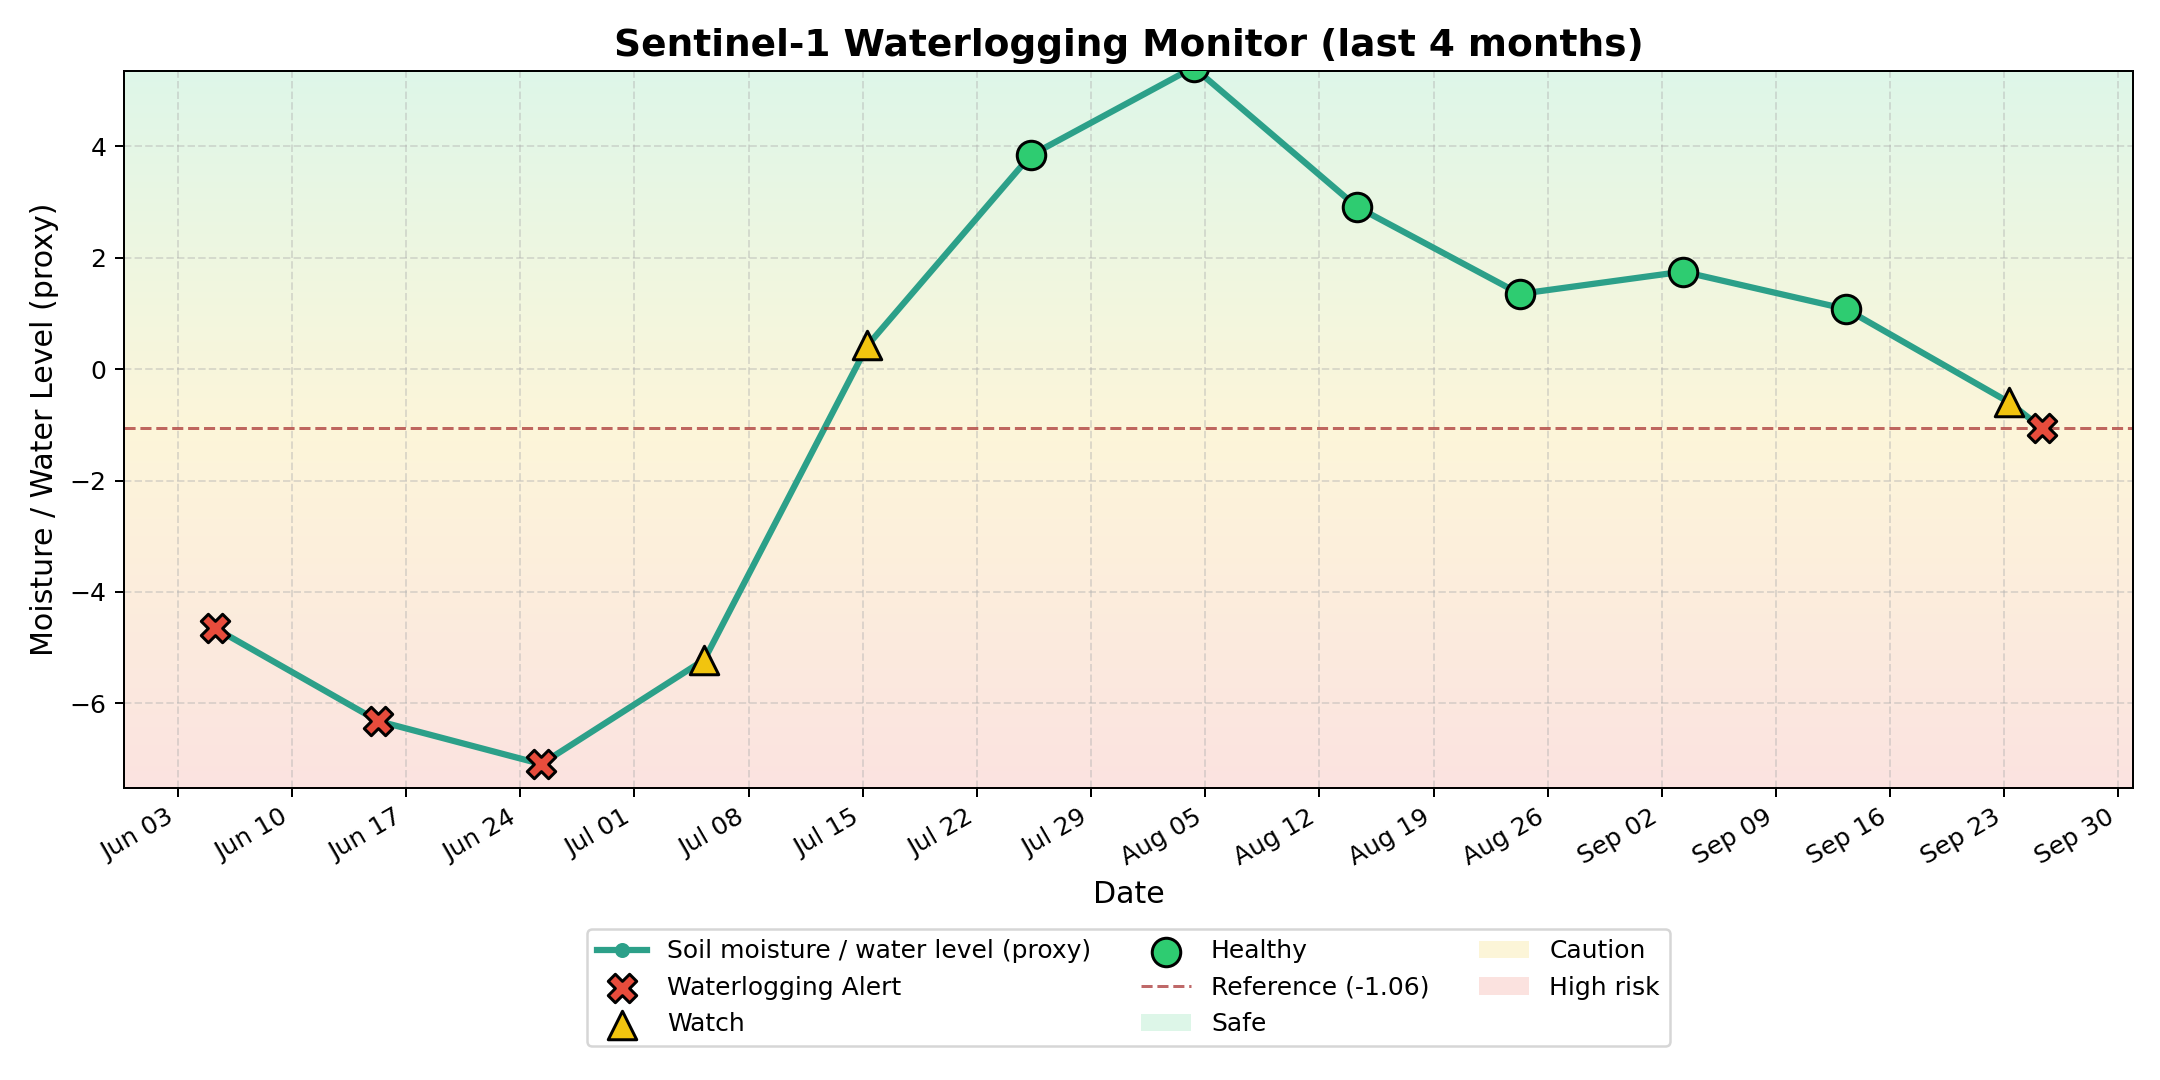 Sentinel-1 Waterlogging Monitor (last 4 months)
Moisture / Water Level (proxy)
4
2
0
−2
−4
−6
Jun 03
Jun 10
Jun 17
Jun 24
Jul 01
Jul 08
Jul 15
Jul 22
Jul 29
Aug 05
Aug 12
Aug 19
Aug 26
Sep 02
Sep 09
Sep 16
Sep 23
Sep 30
Date
Soil moisture / water level (proxy)
Waterlogging Alert
Watch
Healthy
Reference (-1.06)
Safe
Caution
High risk